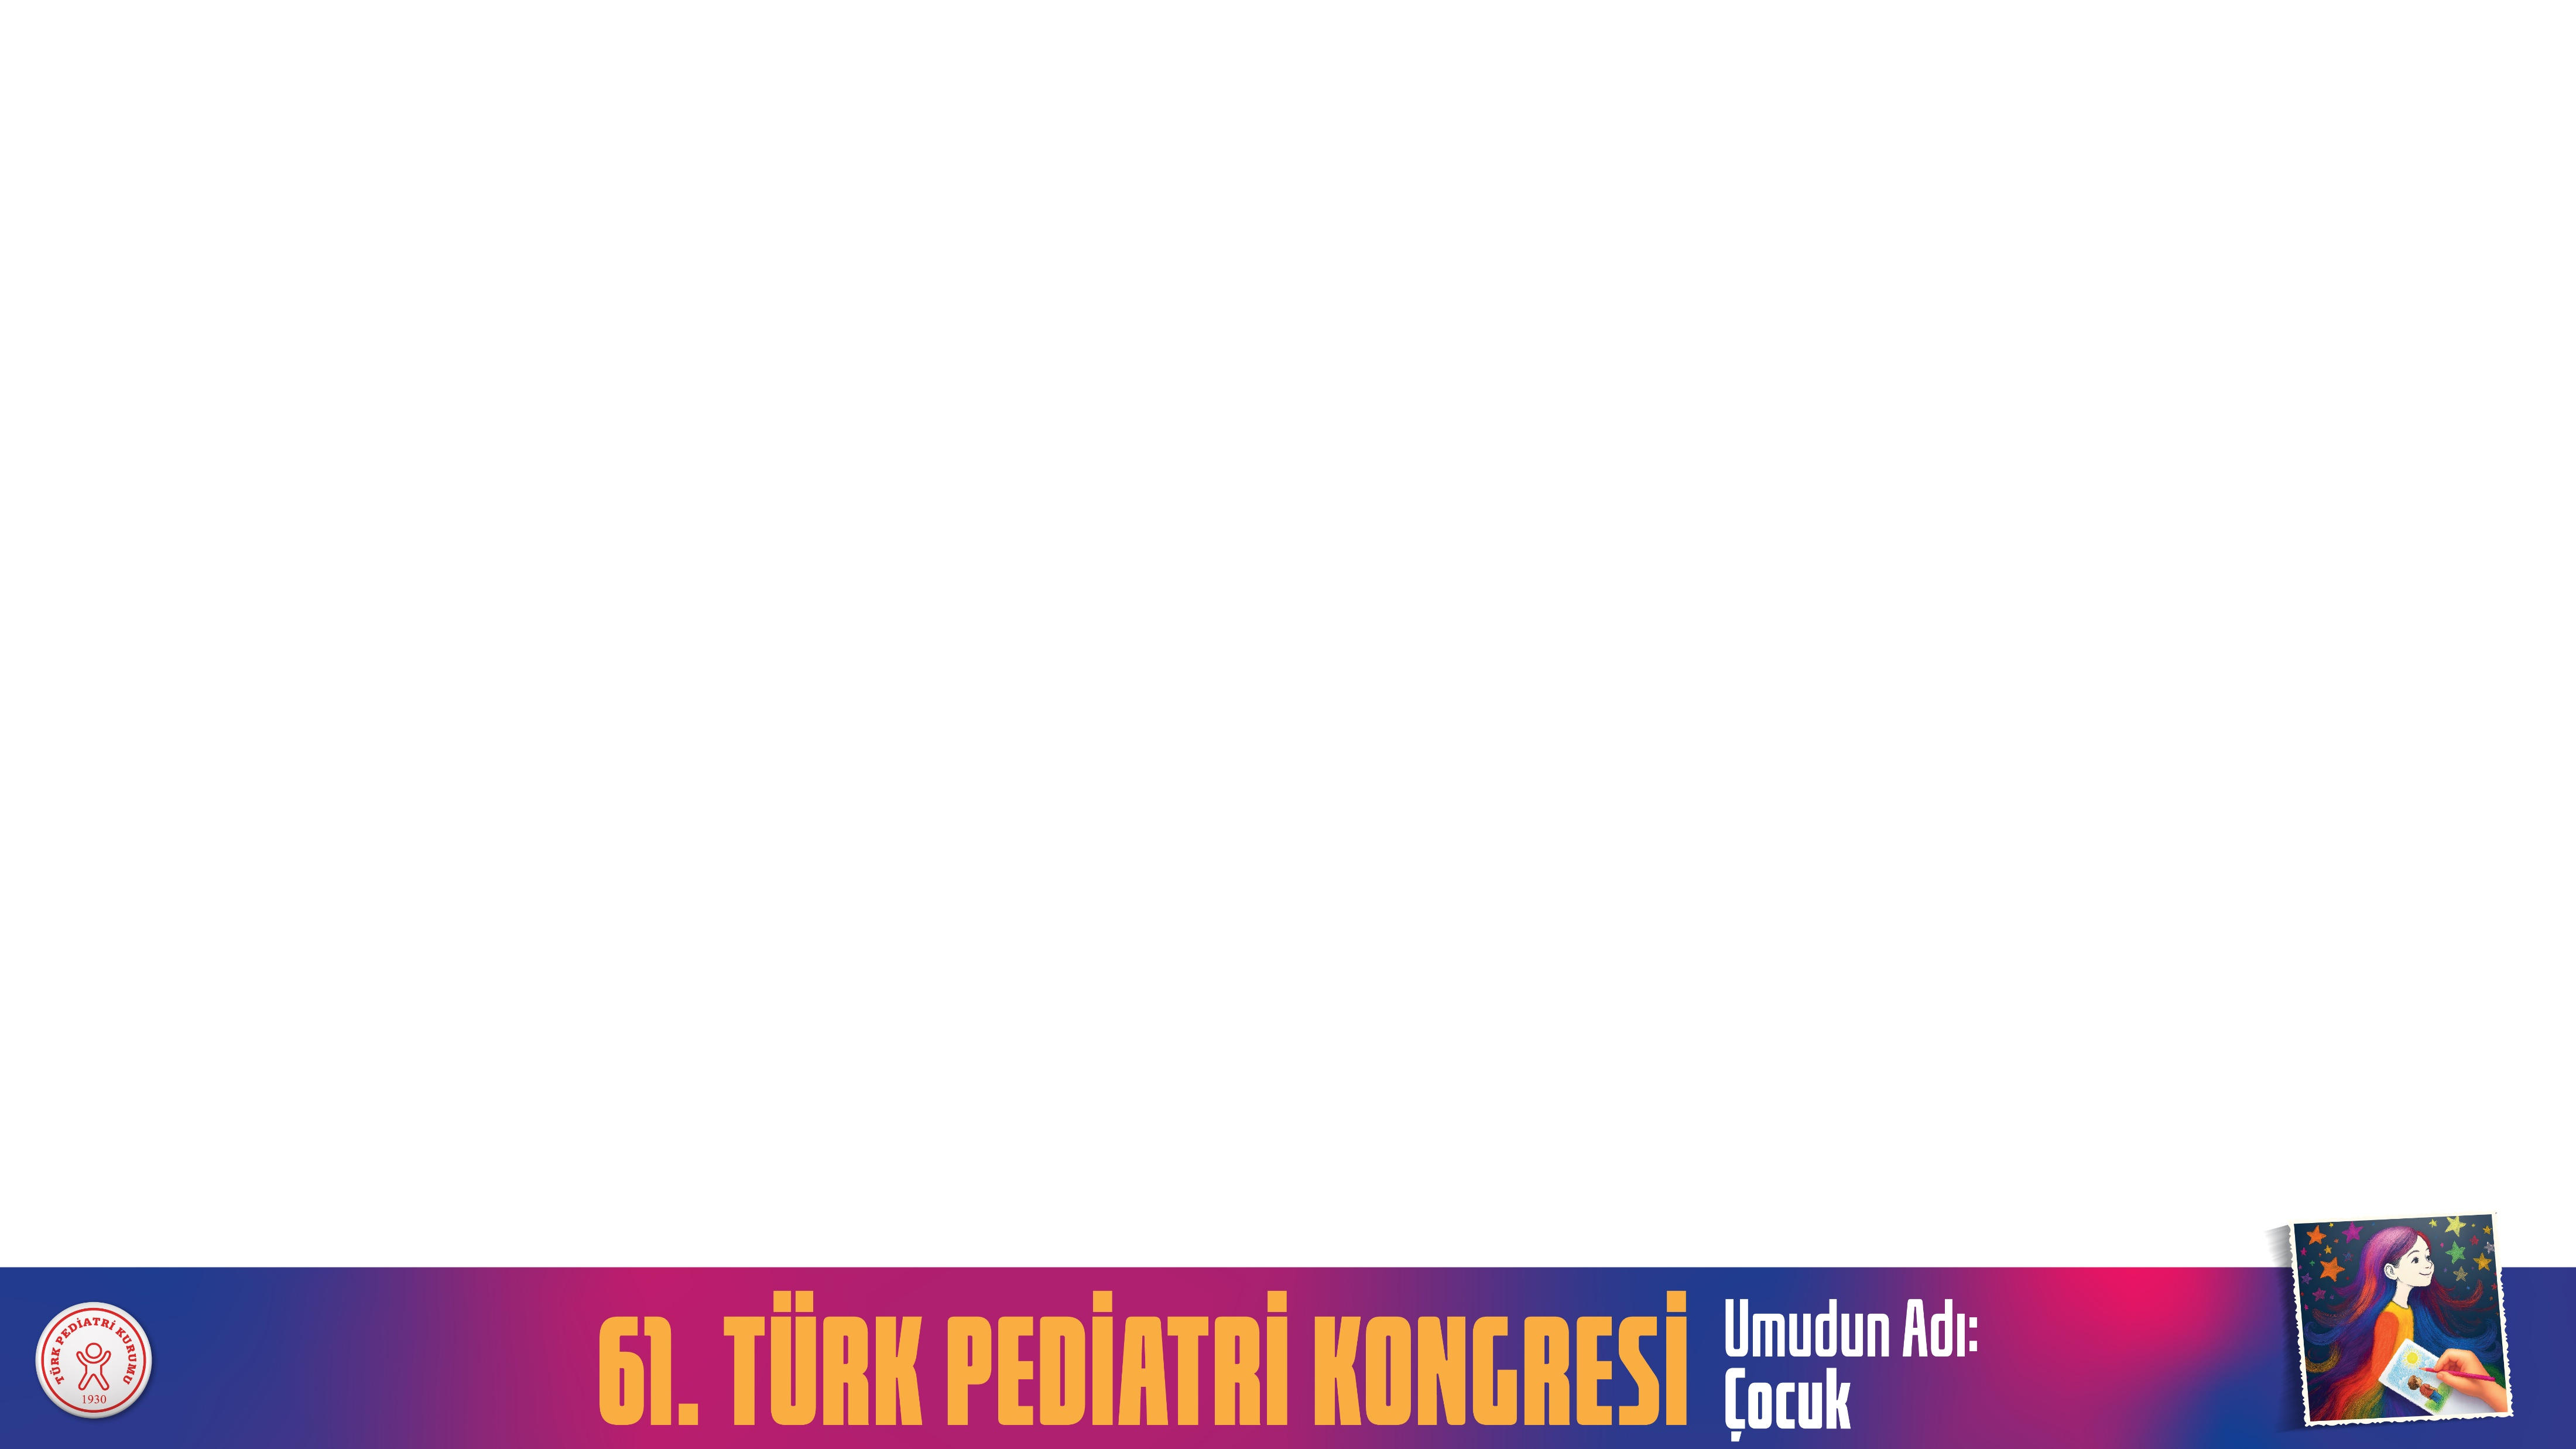 TÜRK PEDİATRİ KURUMU
1930
61. TÜRK PEDİATRİ KONGRESİ
Umudun Adı:
Çocuk